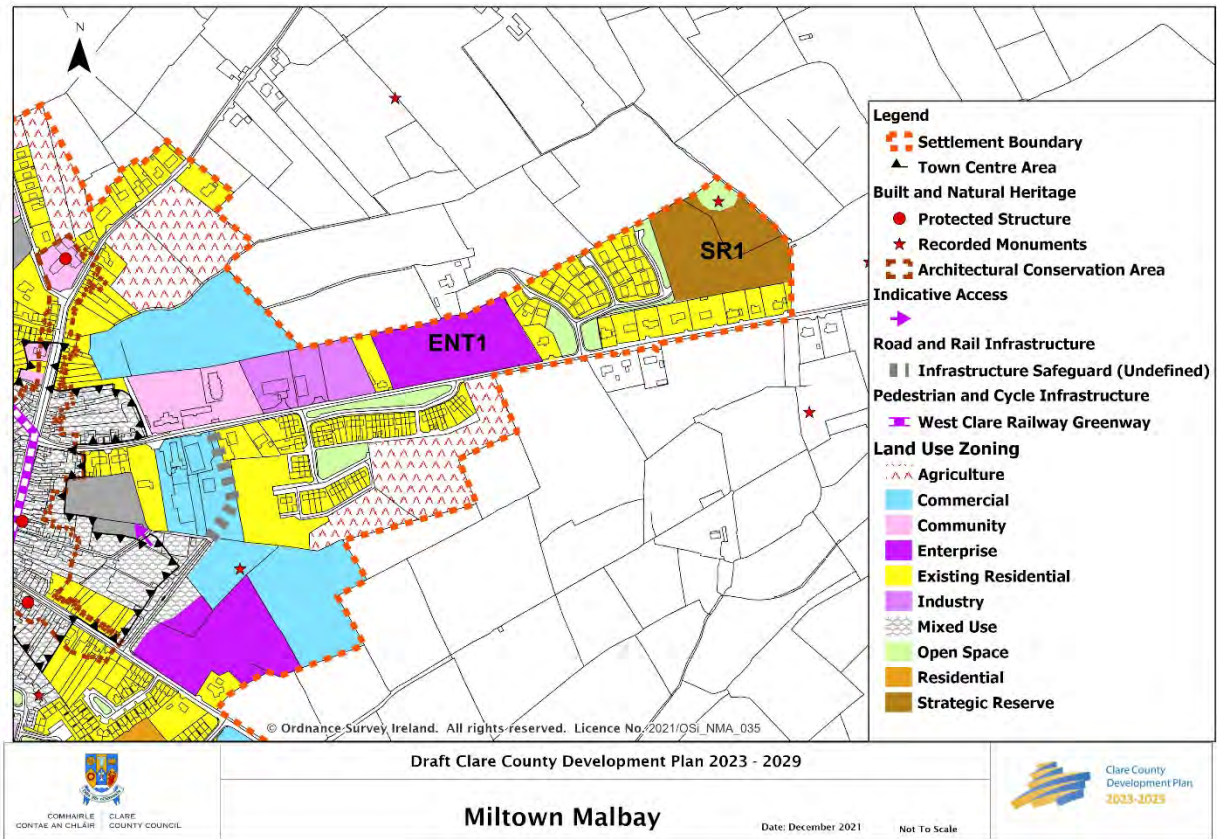 N
SR1
ENT1
© Ordnance Survey Ireland. All rights reserved. Licence No. 2021/OSi_NMA_035
Legend
Settlement Boundary
Town Centre Area
Built and Natural Heritage
Protected Structure
Recorded Monuments
Architectural Conservation Area
Indicative Access
Road and Rail Infrastructure
Infrastructure Safeguard (Undefined)
Pedestrian and Cycle Infrastructure
West Clare Railway Greenway
Land Use Zoning
Agriculture
Commercial
Community
Enterprise
Existing Residential
Industry
Mixed Use
Open Space
Residential
Strategic Reserve
COMHAIRLE CLARE
CONTAE AN CHLÁIR COUNTY COUNCIL
Draft Clare County Development Plan 2023 - 2029
Miltown Malbay
Date: December 2021
Not To Scale
Clare County
Development Plan
2023-2029